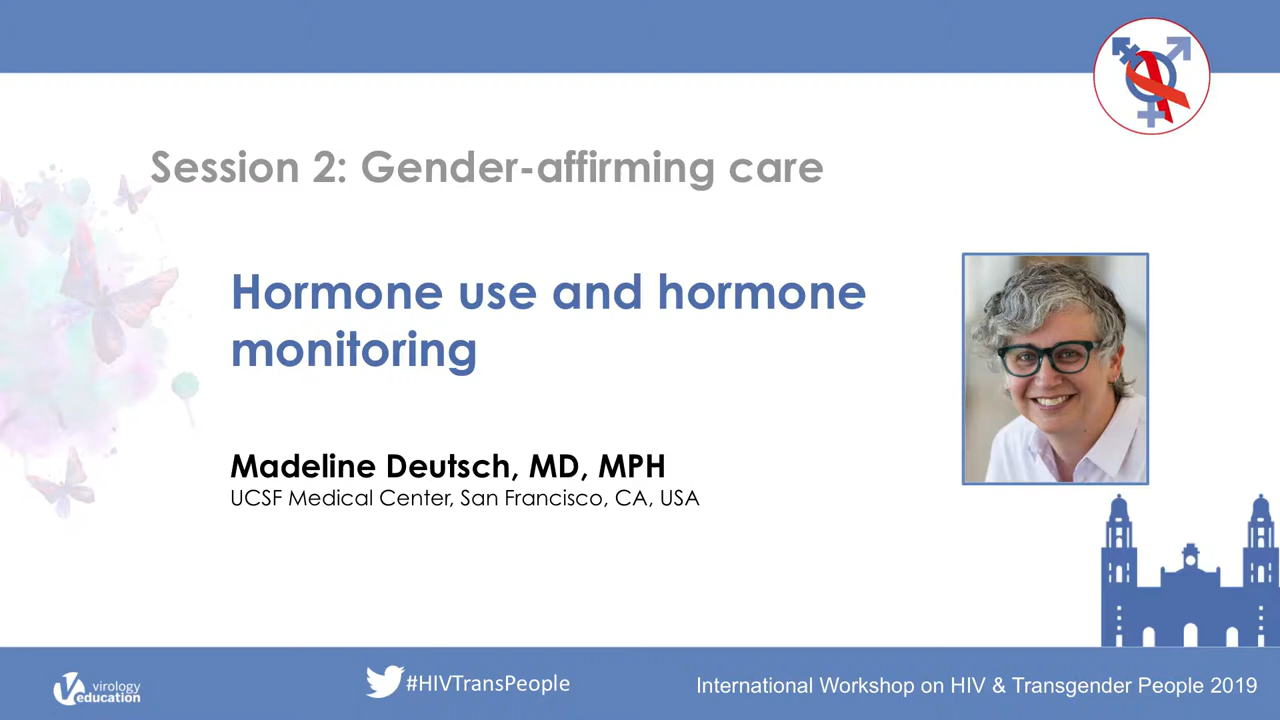 Session 2: Gender-affirming care
Hormone use and hormone
monitoring
Madeline Deutsch, MD, MPH
UCSF Medical Center, San Francisco, CA, USA
virology
education
#HIVTransPeople
International Workshop on HIV & Transgender People 2019